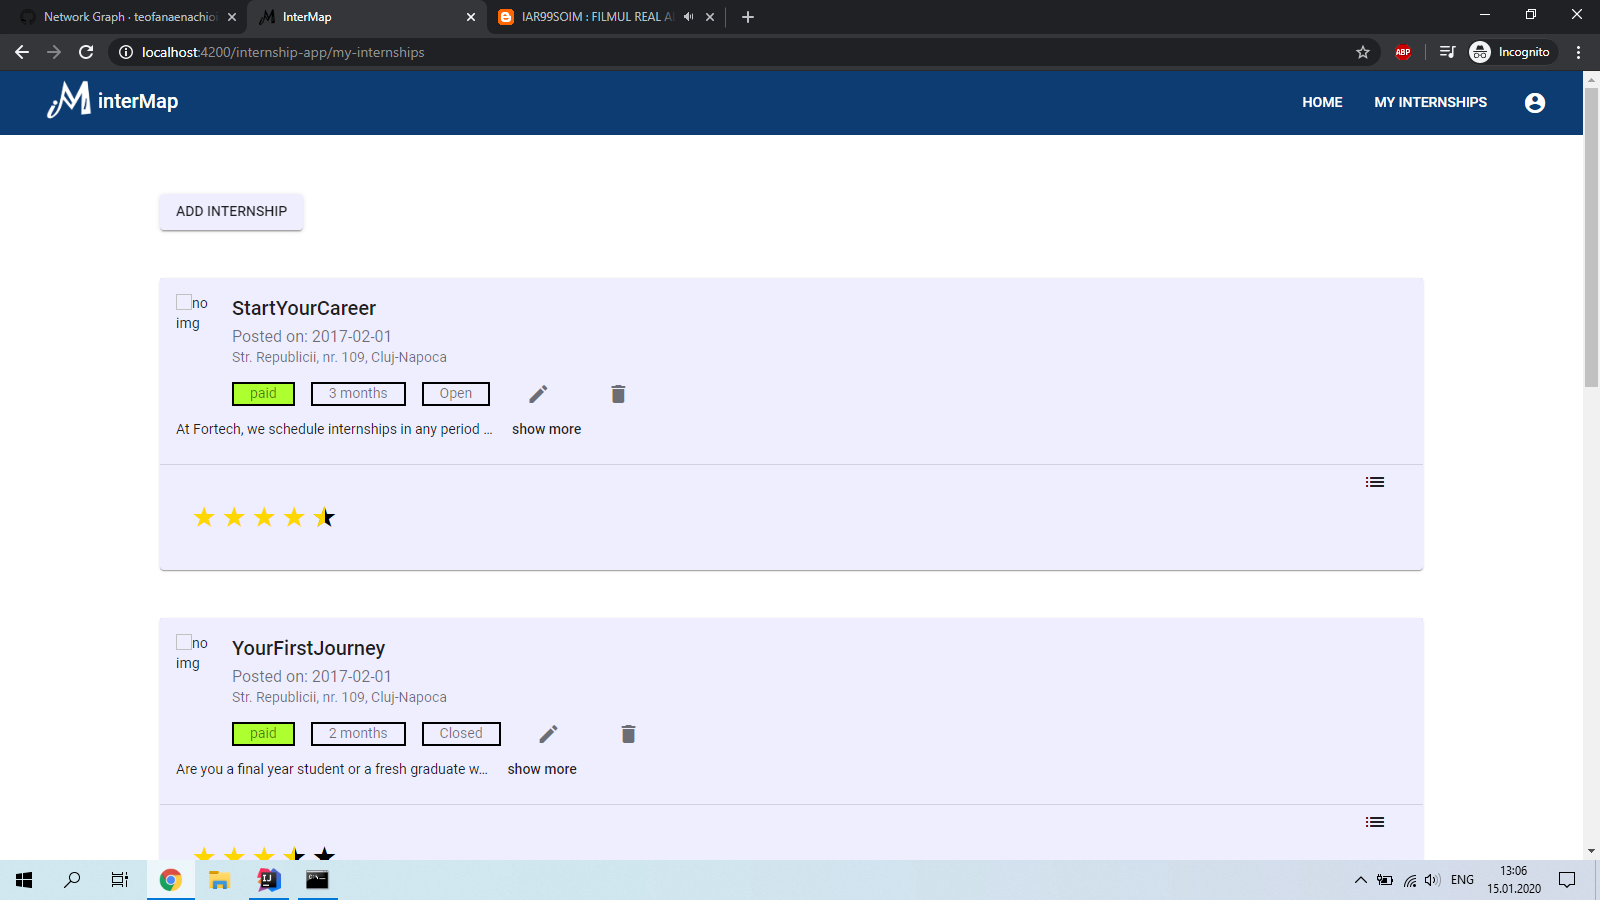 Network Graph · teofanaenachioi
InterMap
IAR99SOIM : FILMUL REAL A
localhost:4200/internship-app/my-internships
ABP
Incognito
iM interMap
HOME
MY INTERNSHIPS
ADD INTERNSHIP
no img
StartYourCareer
Posted on: 2017-02-01
Str. Republicii, nr. 109, Cluj-Napoca
paid
3 months
Open
At Fortech, we schedule internships in any period ...
show more
no img
YourFirstJourney
Posted on: 2017-02-01
Str. Republicii, nr. 109, Cluj-Napoca
paid
2 months
Closed
Are you a final year student or a fresh graduate w...
show more
IJ
ENG
13:06
15.01.2020